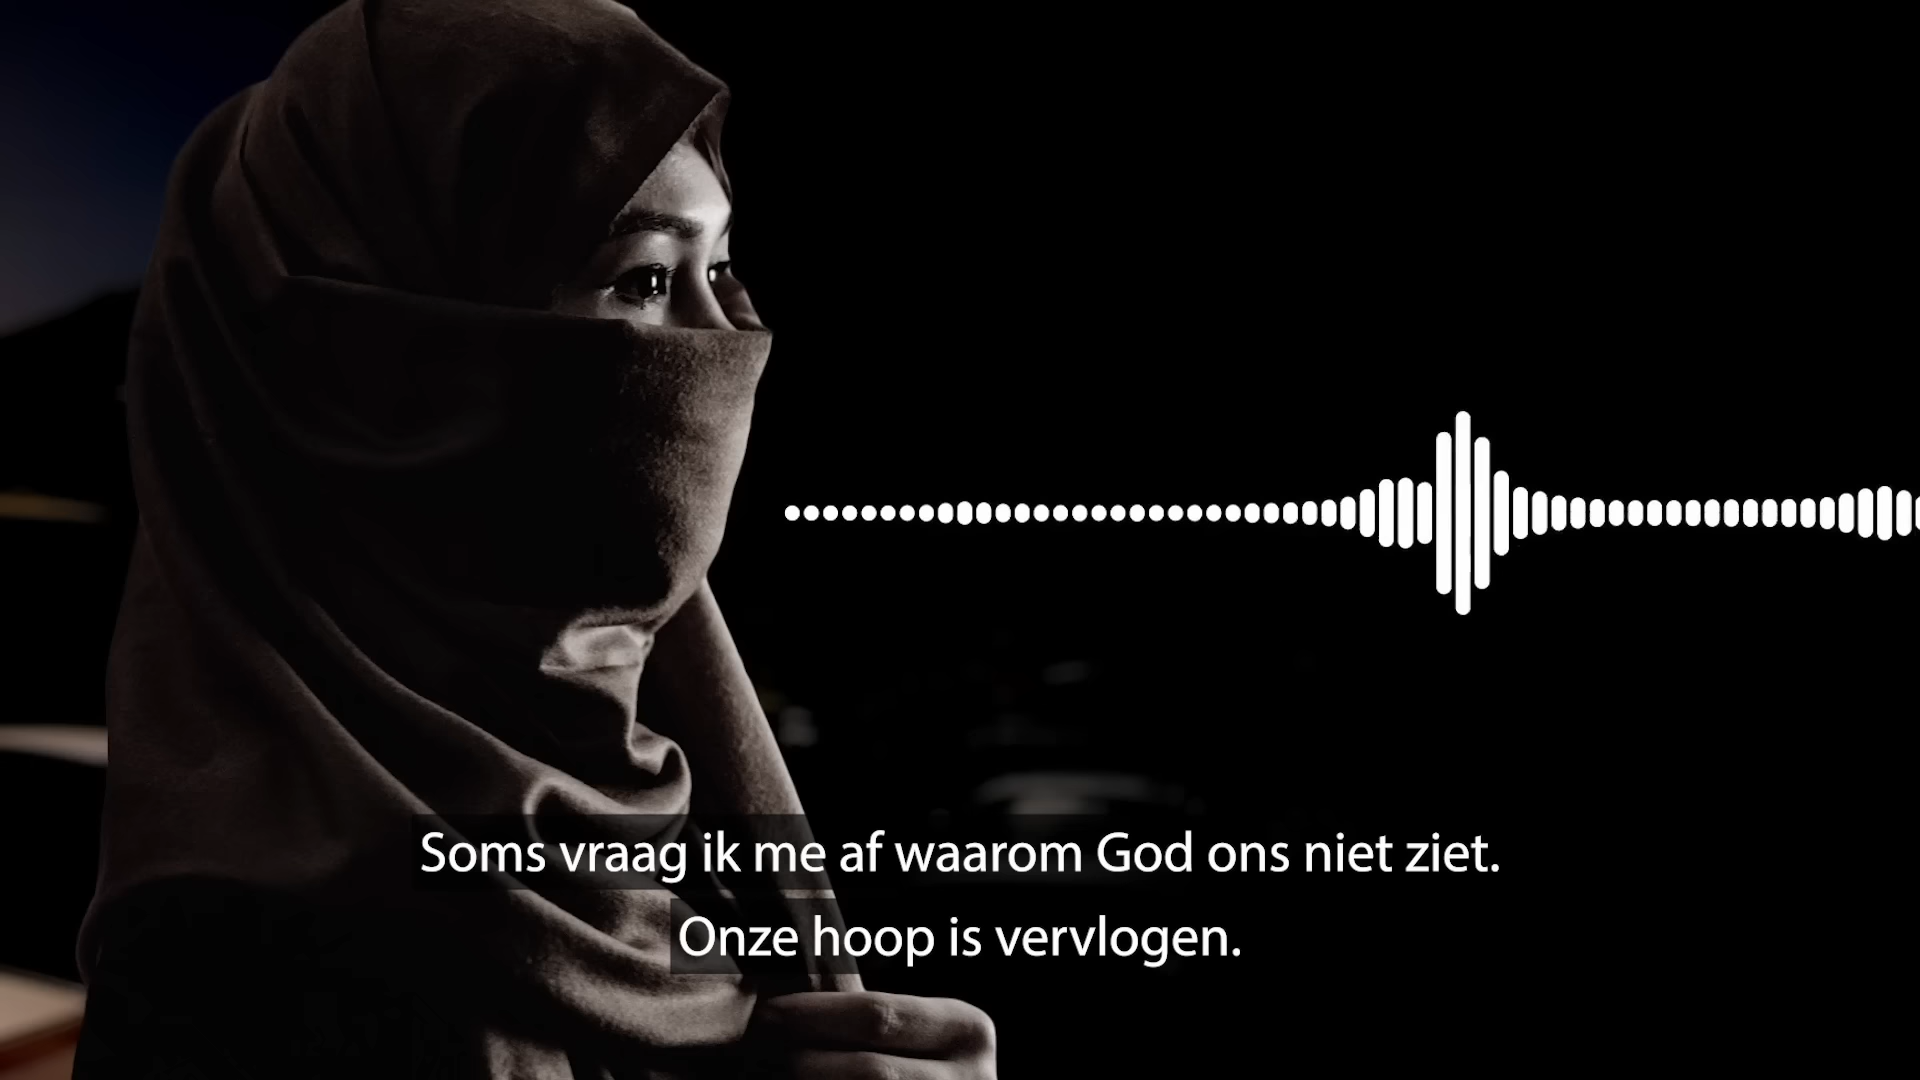 Soms vraag ik me af waarom God ons niet ziet.
Onze hoop is vervlogen.